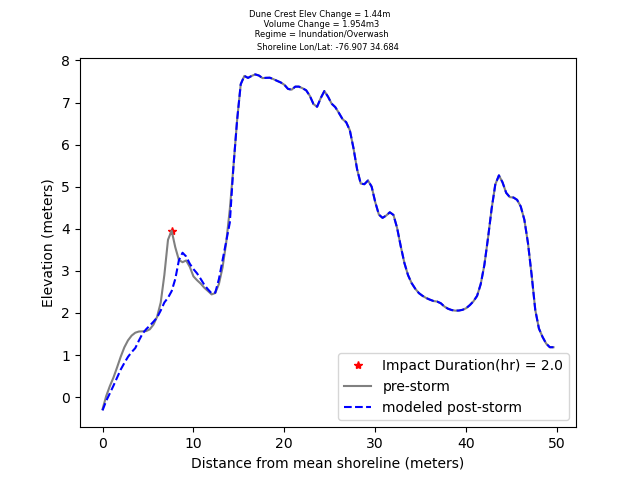 Dune Crest Elev Change = 1.44m
Volume Change = 1.954m3
Regime = Inundation/Overwash
Shoreline Lon/Lat: -76.907 34.684
8
7
6
5
4
3
2
1
0
Elevation (meters)
Impact Duration(hr) = 2.0
pre-storm
modeled post-storm
0 10 20 30 40 50
Distance from mean shoreline (meters)